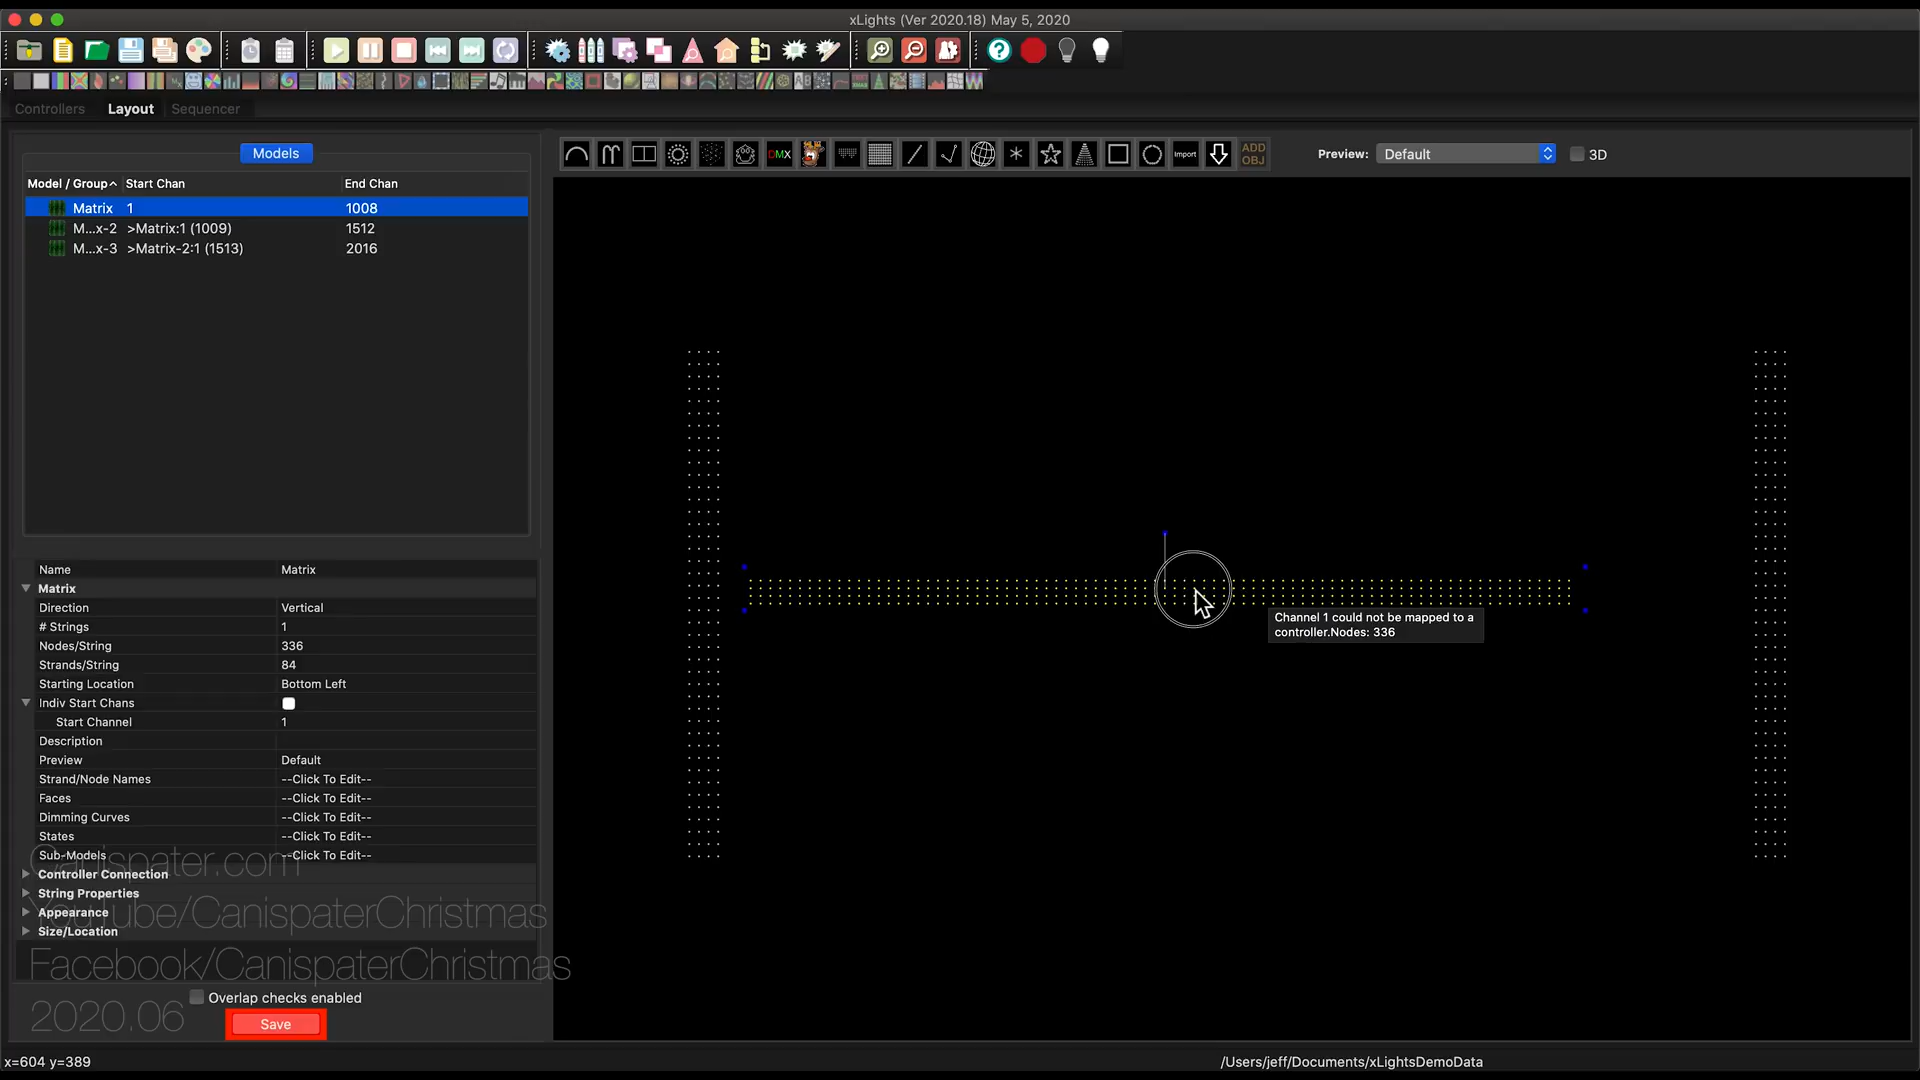 xLights (Ver 2020.18) May 5, 2020
Controllers
Layout
Sequencer
Models
DMX
Import
ADD
OBJ
Preview:
Default
3D
Model / Group
Start Chan
End Chan
Matrix
1
1008
M...x-2
>Matrix:1 (1009)
1512
M...x-3
>Matrix-2:1 (1513)
2016
Name
Matrix
Matrix
Direction
Vertical
# Strings
1
Nodes/String
336
Strands/String
84
Starting Location
Bottom Left
Indiv Start Chans
Start Channel
1
Description
Preview
Default
Strand/Node Names
--Click To Edit--
Faces
--Click To Edit--
Dimming Curves
--Click To Edit--
States
--Click To Edit--
Sub-Models
--Click To Edit--
Controller Connection
String Properties
Appearance
Size/Location
Canispater.com
YouTube/CanispaterChristmas
Facebook/CanispaterChristmas
2020.06
Overlap checks enabled
Save
Channel 1 could not be mapped to a
controller.Nodes: 336
x=604 y=389
/Users/jeff/Documents/xLightsDemoData